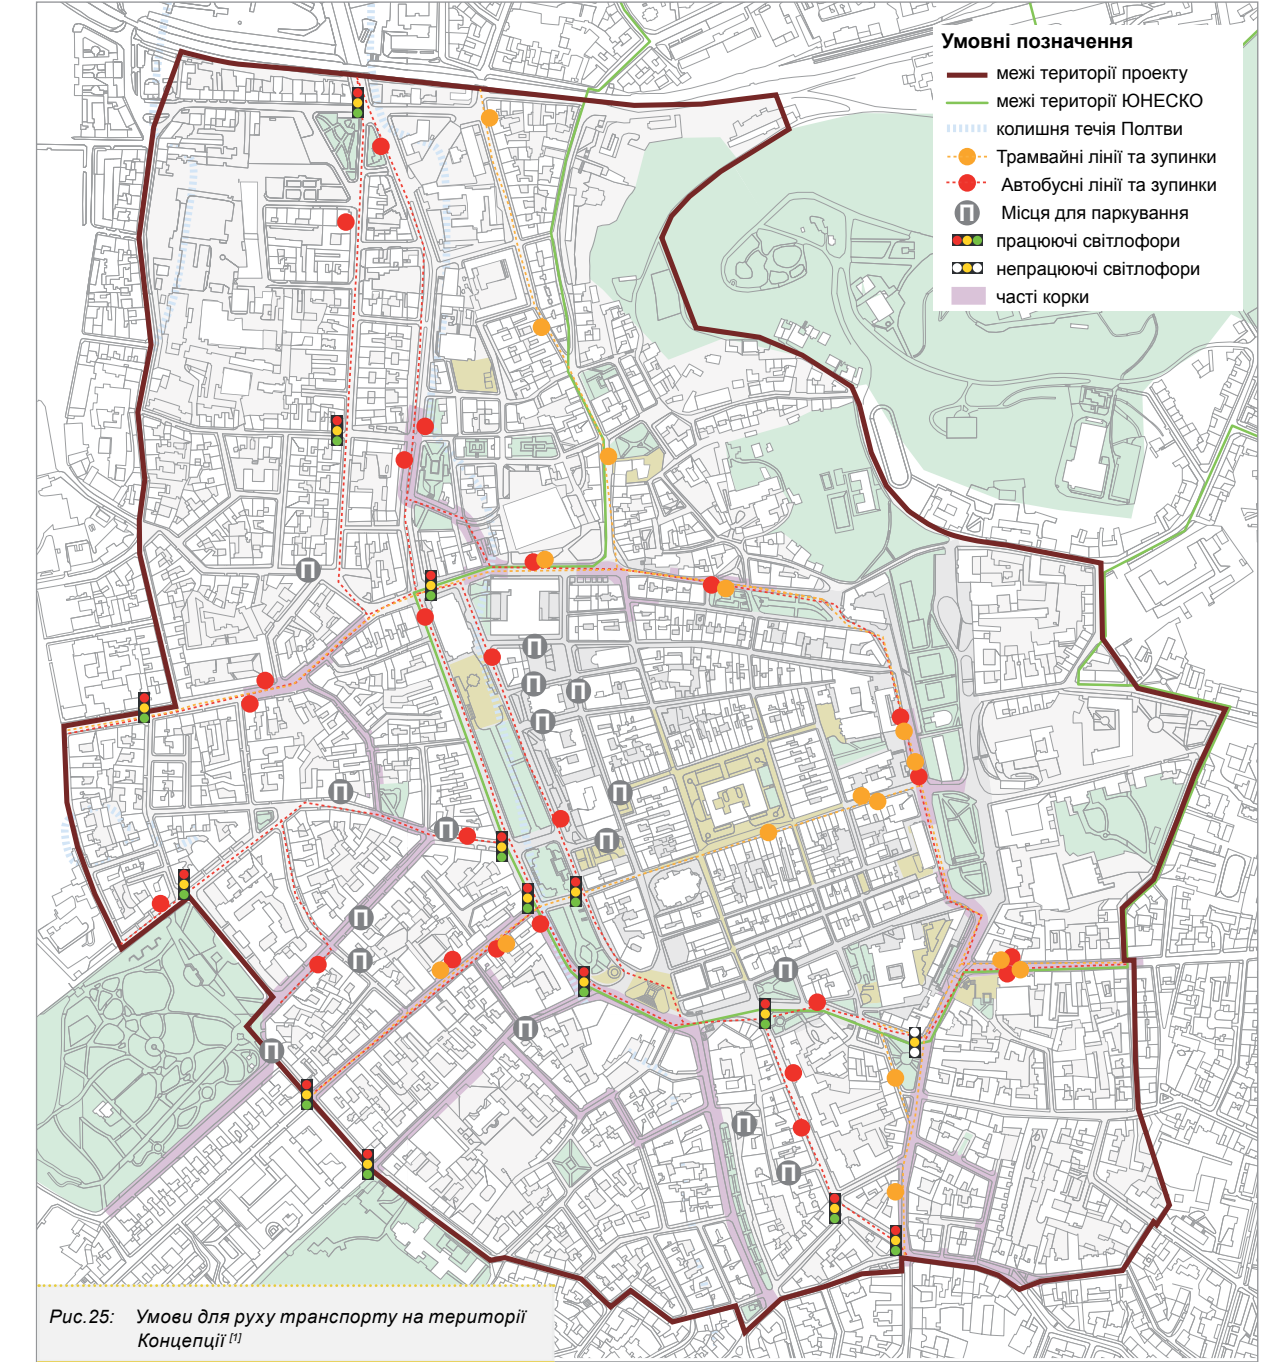 Умовні позначення
межі території проекту
межі території ЮНЕСКО
колишня течія Полтви
Трамвайні лінії та зупинки
Автобусні лінії та зупинки
Місця для паркування
працюючі світлофори
непрацюючі світлофори
часті корки
Рис.25: Умови для руху транспорту на території
Концепції [1]